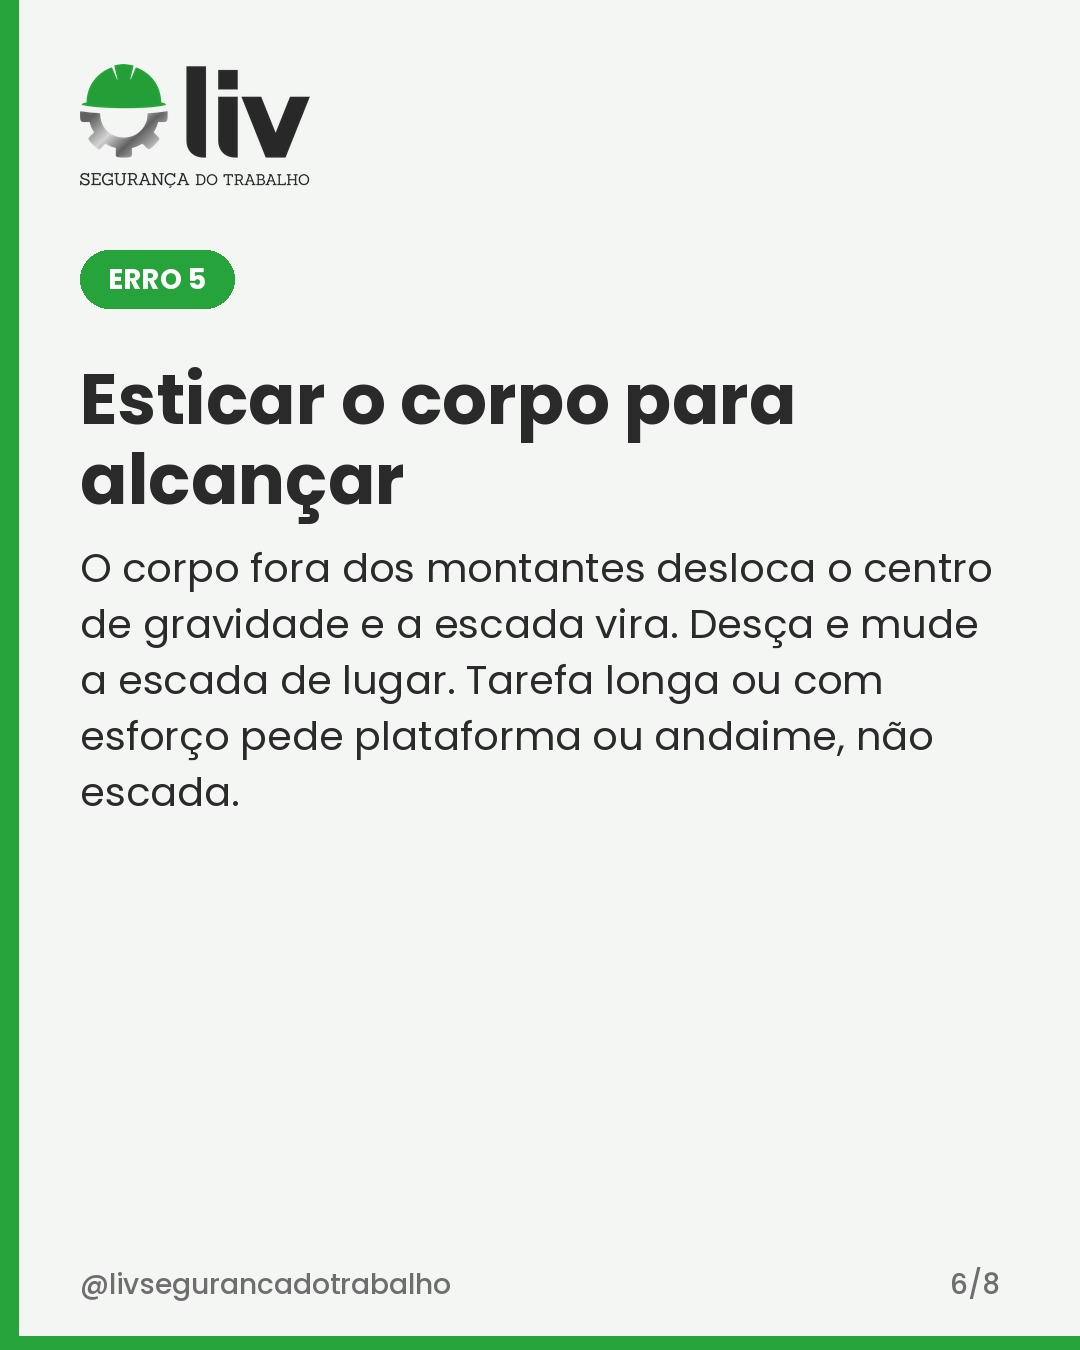 liv
SEGURANÇA DO TRABALHO
ERRO 5
Esticar o corpo para
alcançar
O corpo fora dos montantes desloca o centro
de gravidade e a escada vira. Desça e mude
a escada de lugar. Tarefa longa ou com
esforço pede plataforma ou andaime, não
escada.
@livsegurancadotrabalho
6/8